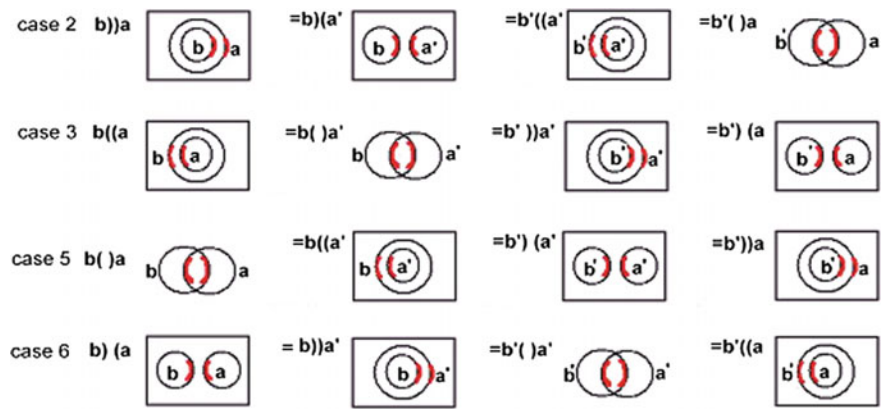 case 2 b))a b a =b)(a' b a' =b'((a' b' a' =b'( )a b' a
case 3 b((a b a =b( )a' b a' =b' ))a' b' a' =b') (a b' a
case 5 b( )a b a =b((a' b a' =b') (a' b' a' =b'))a b' a
case 6 b) (a b a = b))a' b a' =b'( )a' b' a' =b'((a b' a